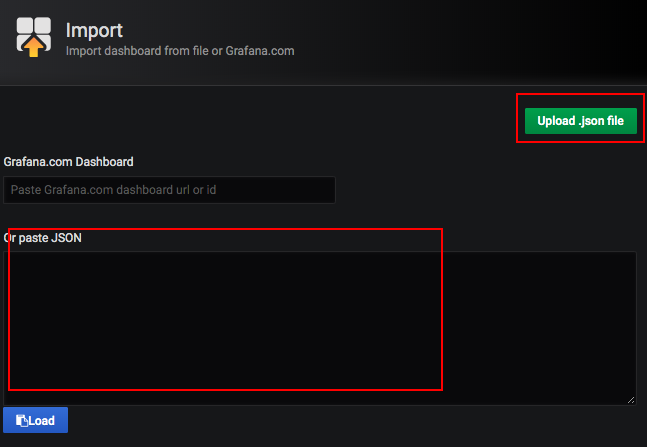 Import
Import dashboard from file or Grafana.com
Upload .json file
Grafana.com Dashboard
Paste Grafana.com dashboard url or id
Or paste JSON
Load